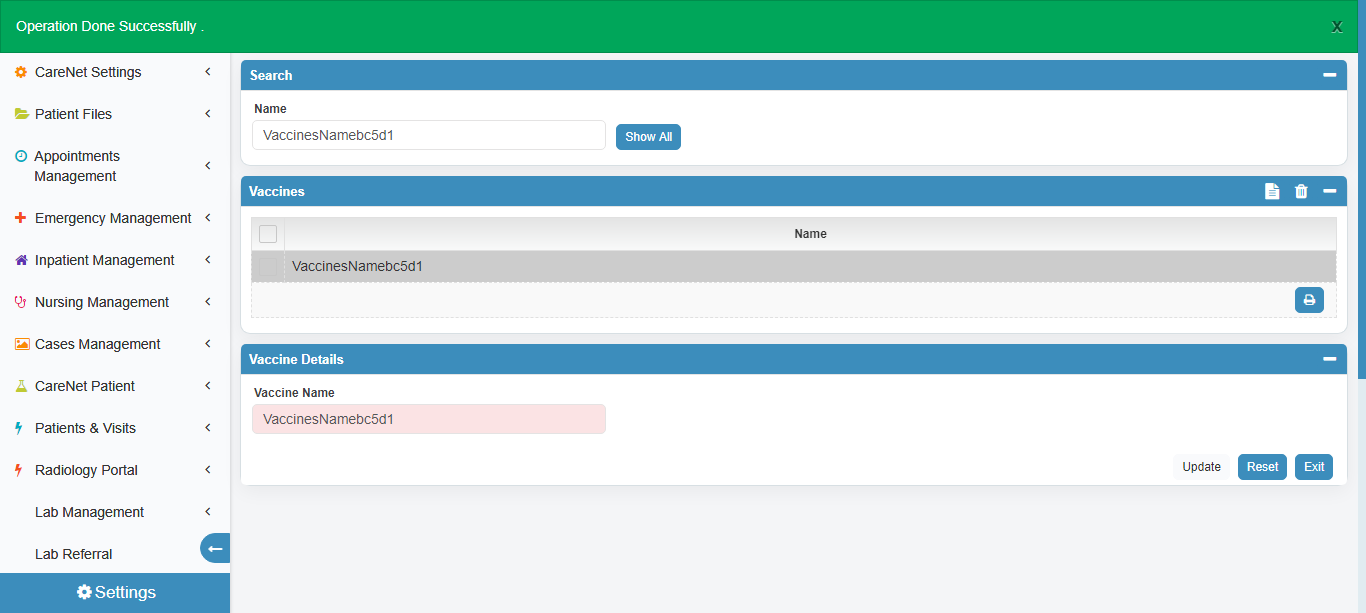 Operation Done Successfully .
X
CareNet Settings
Patient Files
Appointments
Management
Emergency Management
Inpatient Management
Nursing Management
Cases Management
CareNet Patient
Patients & Visits
Radiology Portal
Lab Management
Lab Referral
Settings
Search
Name
VaccinesNamebc5d1
Show All
Vaccines
Name
VaccinesNamebc5d1
Vaccine Details
Vaccine Name
VaccinesNamebc5d1
Update
Reset
Exit